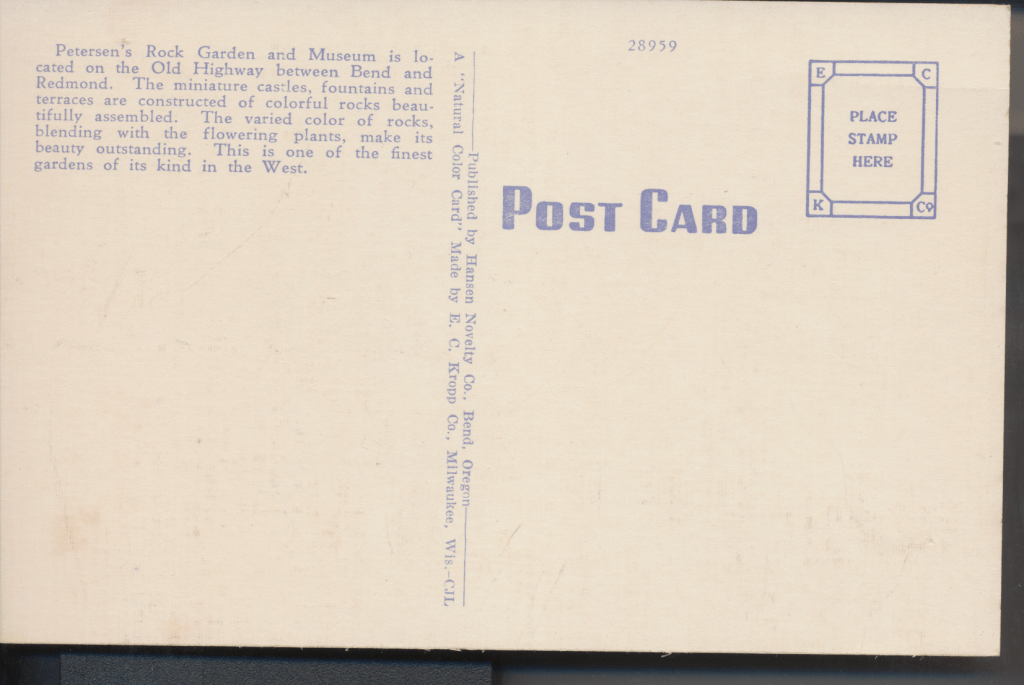 Petersen's Rock Garden and Museum is lo-
cated on the Old Highway between Bend and
Redmond. The miniature castles, fountains and
terraces are constructed of colorful rocks beau-
tifully assembled. The varied color of rocks,
blending with the flowering plants, make its
beauty outstanding. This is one of the finest
gardens of its kind in the West.
Published by Hansen Novelty Co., Bend, Oregon
A "Natural Color Card" Made by E. C. Kropp Co., Milwaukee, Wis.-CJL
28959
POST CARD
E C
PLACE
STAMP
HERE
K Co